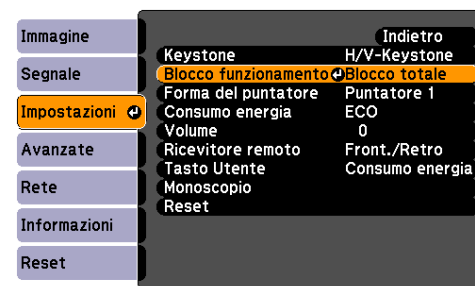 Immagine
Segnale
Impostazioni
Avanzate
Rete
Informazioni
Reset
Indietro
Keystone H/V-Keystone
Blocco funzionamento Blocco totale
Forma del puntatore Puntatore 1
Consumo energia ECO
Volume 0
Ricevitore remoto Front./Retro
Tasto Utente Consumo energia
Monoscopio
Reset